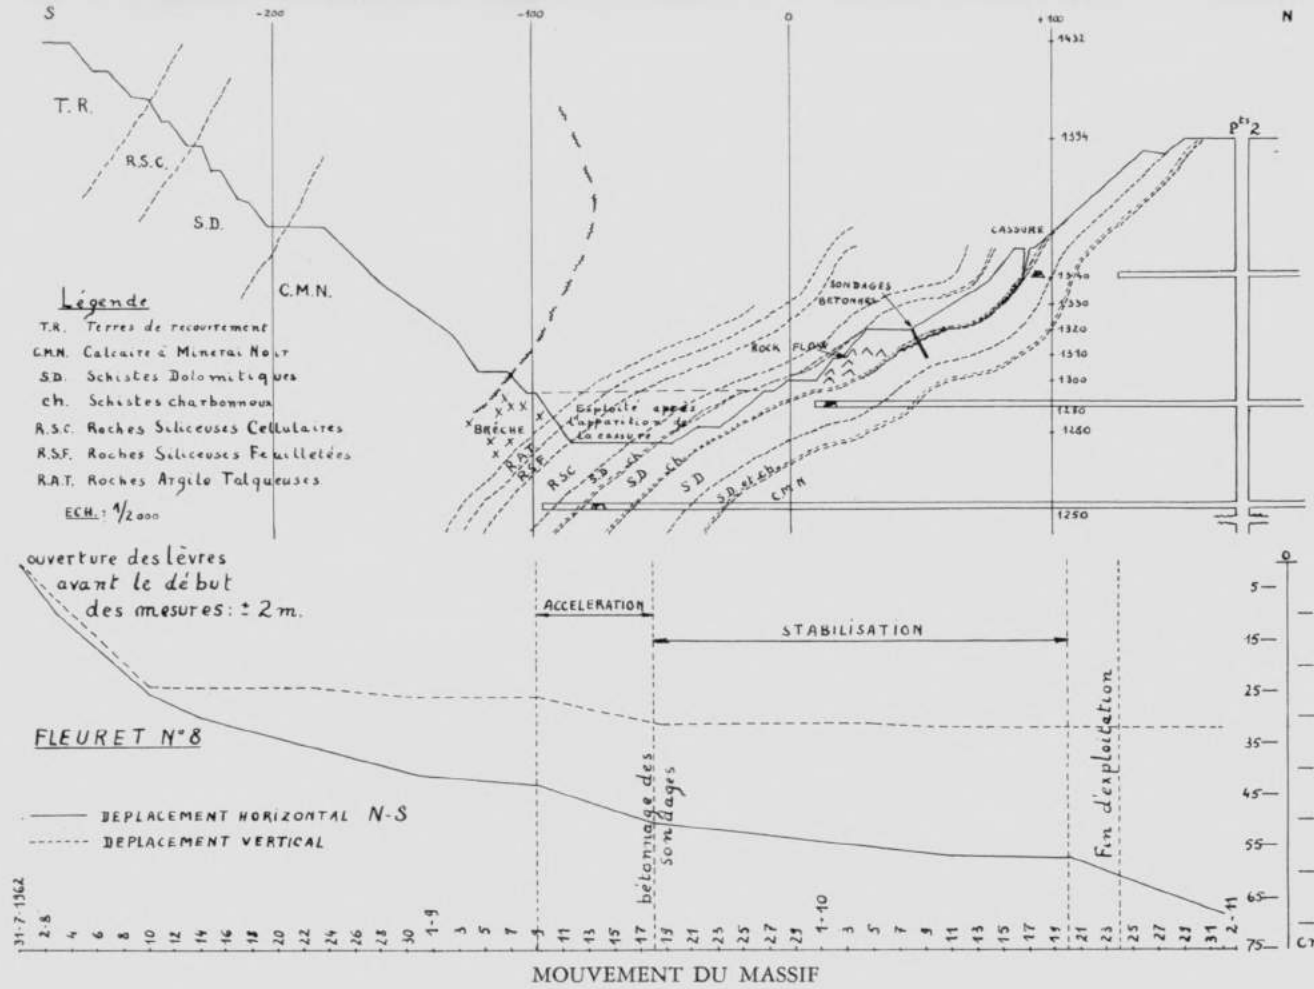 S
-200
-100
0
+100
N
1432
1394
Pts 2
T.R.
R.S.C.
S.D.
C.M.N.
CASSURE
1340
SONDAGES
BETONNES
1330
1320
ROCK FLOW
1310
1300
1280
1260
Légende
T.R. Terres de recouvrement
C.M.N. Calcaire à Minerai Noir
S.D. Schistes Dolomitiques
ch. Schistes charbonneux
R.S.C. Roches Siliceuses Cellulaires
R.S.F. Roches Siliceuses Feuilletées
R.A.T. Roches Argilo Talqueuses
ECH.: 1/2000
Exploité après
l'apparition de
la cassure
BRÈCHE
R.A.T
R.S.F
R.S.C
S.D
ch
S.D
Ch
S.D
S.D et ch
C.M.N
1250
ouverture des lèvres
avant le début
des mesures: ± 2 m.
ACCELERATION
STABILISATION
0
5
15
25
35
45
55
65
75
FLEURET N°8
bétonnage des
sondages
Fin d'exploitation
DEPLACEMENT HORIZONTAL N-S
DEPLACEMENT VERTICAL
31-7-1962
2-8
4
6
8
10
12
14
16
18
20
22
24
26
28
30
1-9
3
5
7
9
11
13
15
17
19
21
23
25
27
29
1-10
3
5
7
9
11
13
15
17
19
21
23
25
27
29
31
2-11
MOUVEMENT DU MASSIF